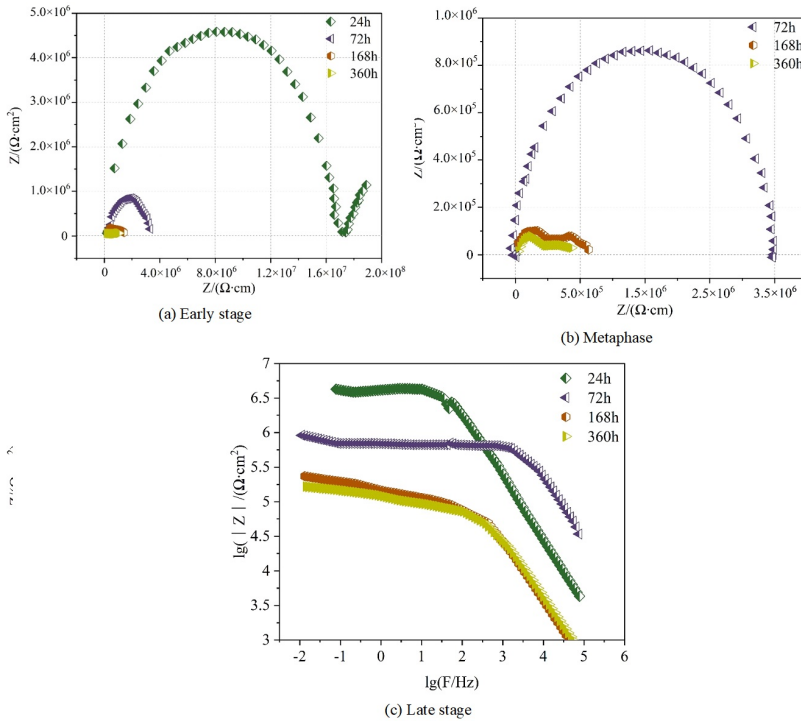 5.0×10⁶
4.0×10⁶
3.0×10⁶
2.0×10⁶
1.0×10⁶
0
Z/(Ω·cm²)
24h
72h
168h
360h
0 4.0×10⁶ 8.0×10⁶ 1.2×10⁷ 1.6×10⁷ 2.0×10⁸
Z/(Ω·cm)
(a) Early stage
1.0×10⁶
8.0×10⁵
6.0×10⁵
4.0×10⁵
2.0×10⁵
0
Z/(Ω·cm²)
72h
168h
360h
0 5.0×10⁵ 1.5×10⁶ 2.5×10⁶ 3.5×10⁶
Z/(Ω·cm)
(b) Metaphase
7
6.5
6
5.5
5
4.5
4
3.5
3
lg(|Z|/(Ω·cm²)
24h
72h
168h
360h
-2 -1 0 1 2 3 4 5 6
lg(F/Hz)
(c) Late stage